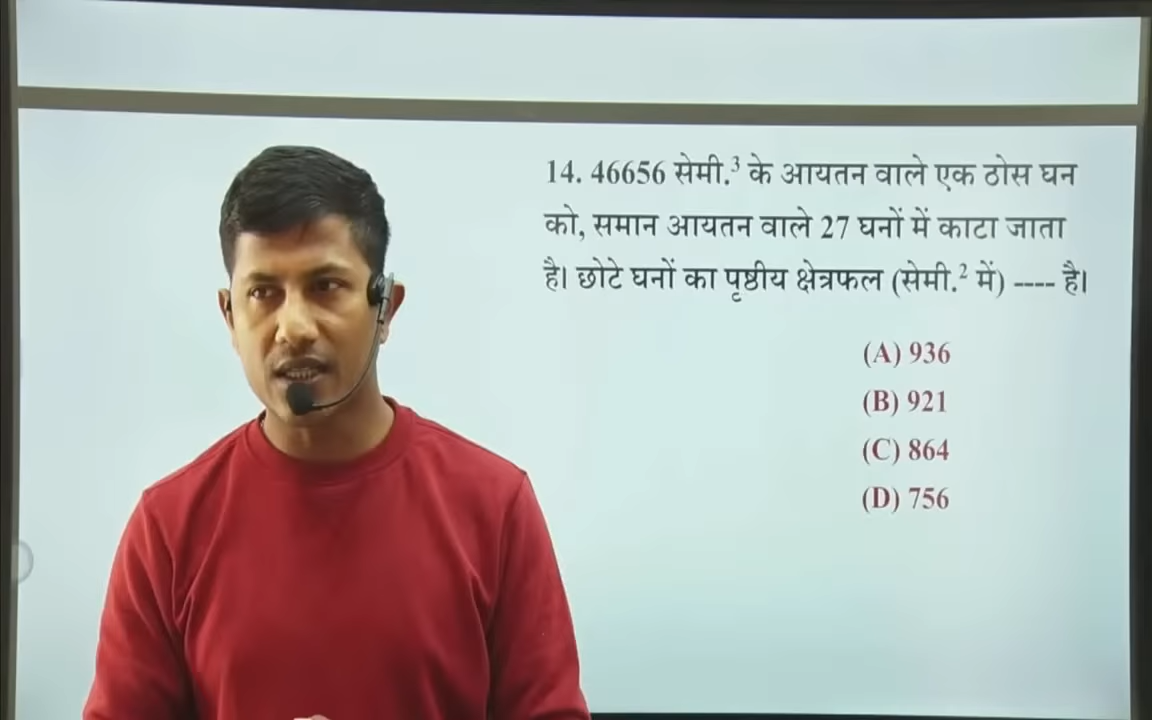 14. 46656 सेमी.³ के आयतन वाले एक ठोस घन
को, समान आयतन वाले 27 घनों में काटा जाता
है। छोटे घनों का पृष्ठीय क्षेत्रफल (सेमी.² में) ---- है।
(A) 936
(B) 921
(C) 864
(D) 756